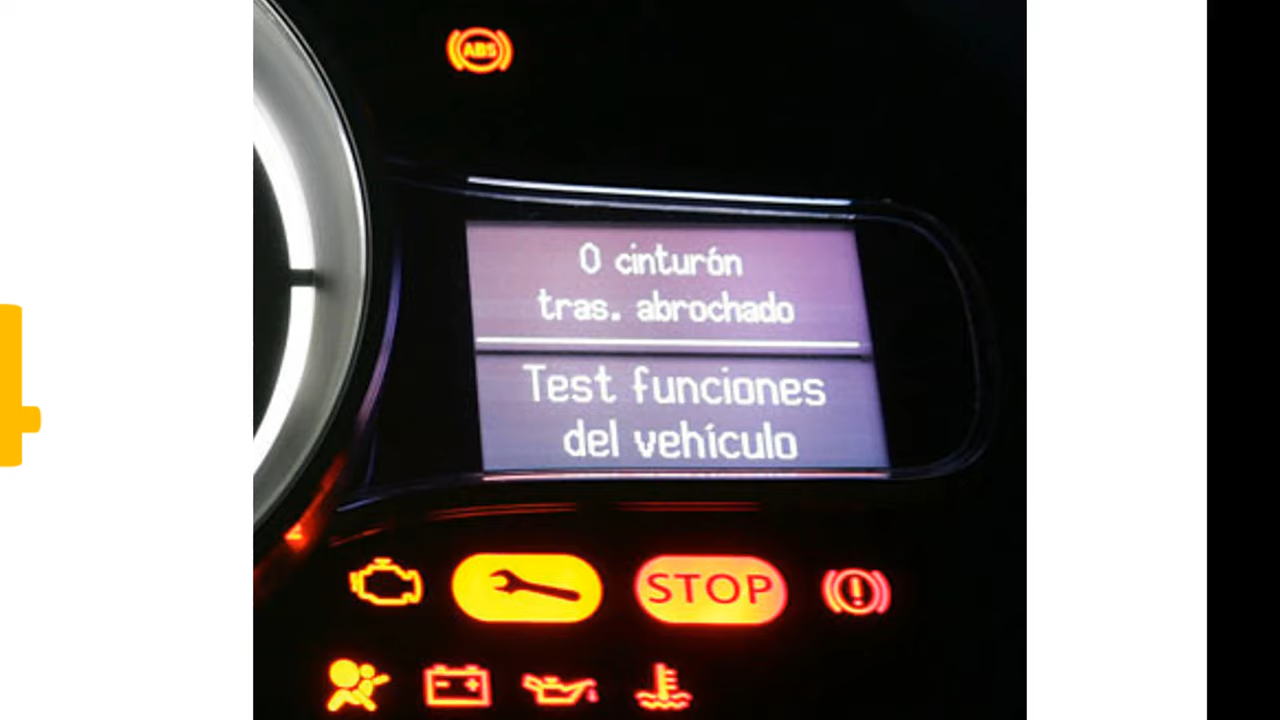 ABS
0 cinturón
tras. abrochado
Test funciones
del vehículo
STOP